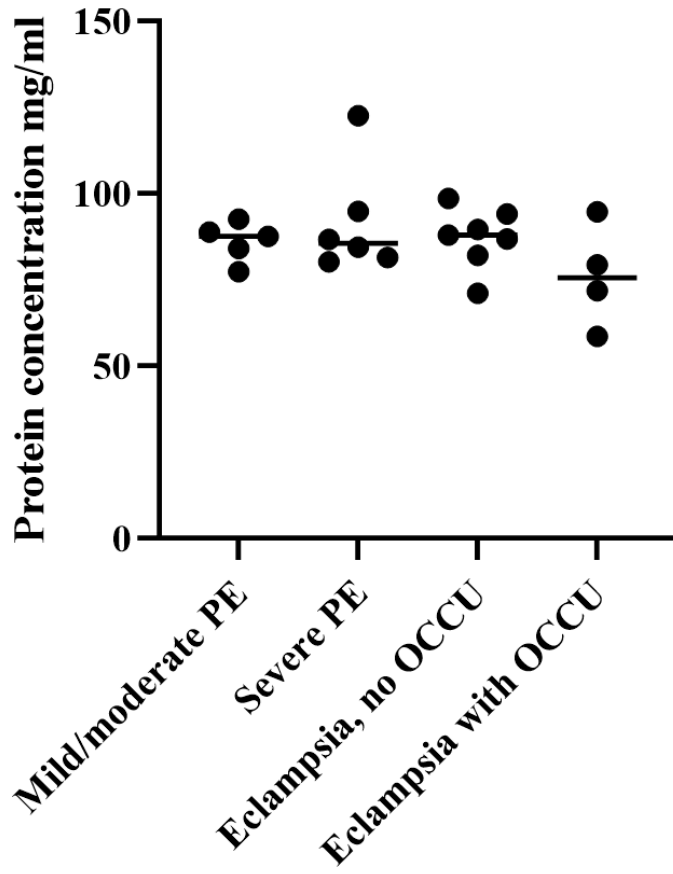 Protein concentration mg/ml
150
100
50
0
Mild/moderate PE
Severe PE
Eclampsia, no OCCU
Eclampsia with OCCU